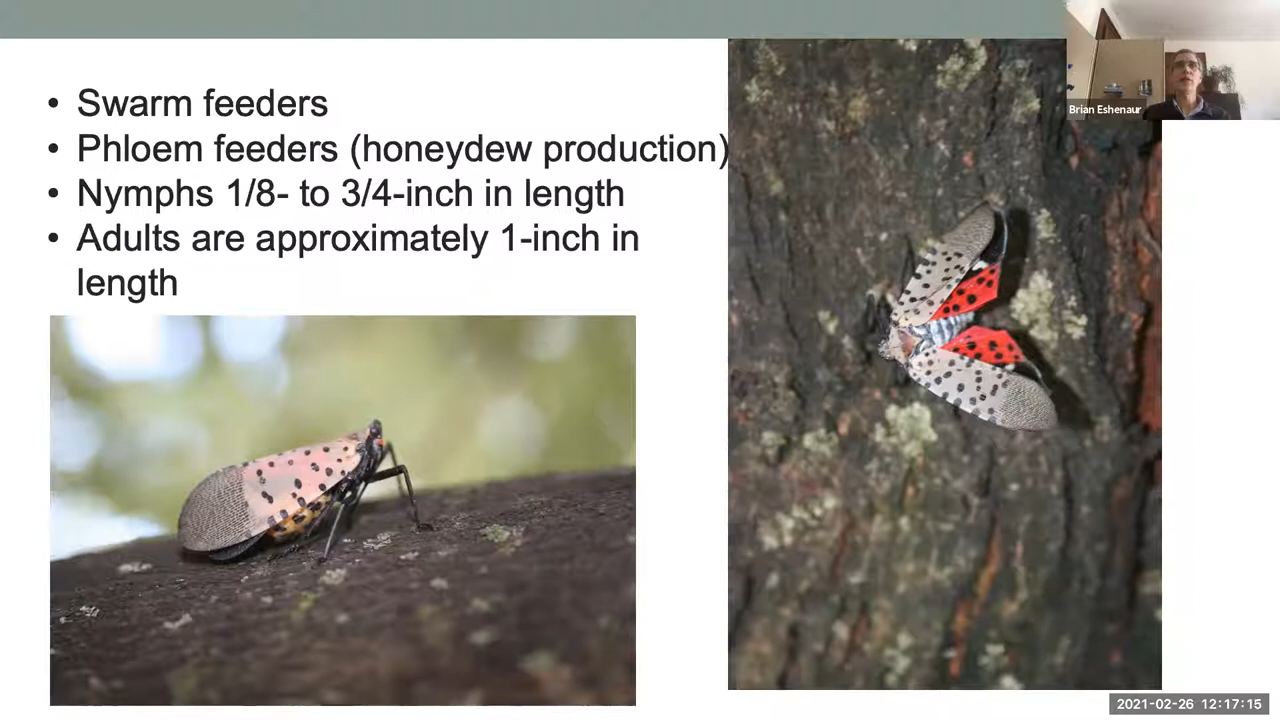 • Swarm feeders
• Phloem feeders (honeydew production)
• Nymphs 1/8- to 3/4-inch in length
• Adults are approximately 1-inch in
length
Brian Eshenaur
2021-02-26 12:17:15